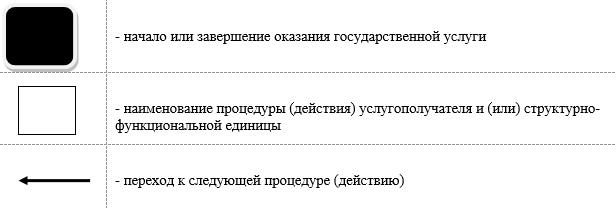 - начало или завершение оказания государственной услуги
- наименование процедуры (действия) услугополучателя и (или) структурно-
функциональной единицы
- переход к следующей процедуре (действию)